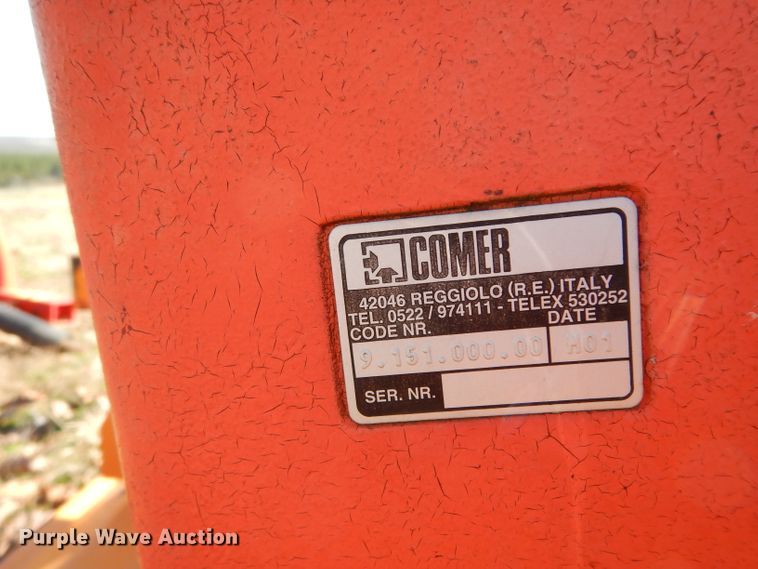 COMER
42046 REGGIOLO (R.E.) ITALY
TEL. 0522 / 974111 - TELEX 530252
CODE NR. DATE
9.151.000.00 M01
SER. NR.
Purple Wave Auction